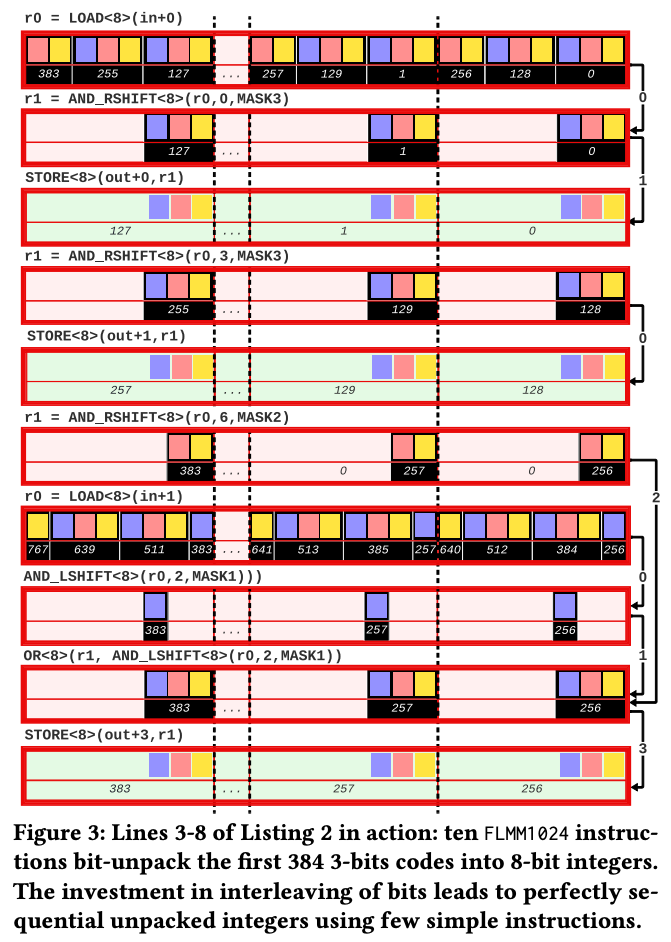 r0 = LOAD<8>(in+0)
383 255 127 ... 257 129 1 256 128 0
0
r1 = AND_RSHIFT<8>(r0,0,MASK3)
127 ... 1 0
1
STORE<8>(out+0,r1)
127 ... 1 0
r1 = AND_RSHIFT<8>(r0,3,MASK3)
255 ... 129 128
0
STORE<8>(out+1,r1)
257 ... 129 128
r1 = AND_RSHIFT<8>(r0,6,MASK2)
383 ... 0 257 0 256
2
r0 = LOAD<8>(in+1)
767 639 511 383 ... 641 513 385 257 640 512 384 256
0
AND_LSHIFT<8>(r0,2,MASK1)))
383 ... 257 256
1
OR<8>(r1, AND_LSHIFT<8>(r0,2,MASK1))
383 ... 257 256
3
STORE<8>(out+3,r1)
383 ... 257 256
Figure 3: Lines 3-8 of Listing 2 in action: ten FLMM1024 instruc-
tions bit-unpack the first 384 3-bits codes into 8-bit integers.
The investment in interleaving of bits leads to perfectly se-
quential unpacked integers using few simple instructions.